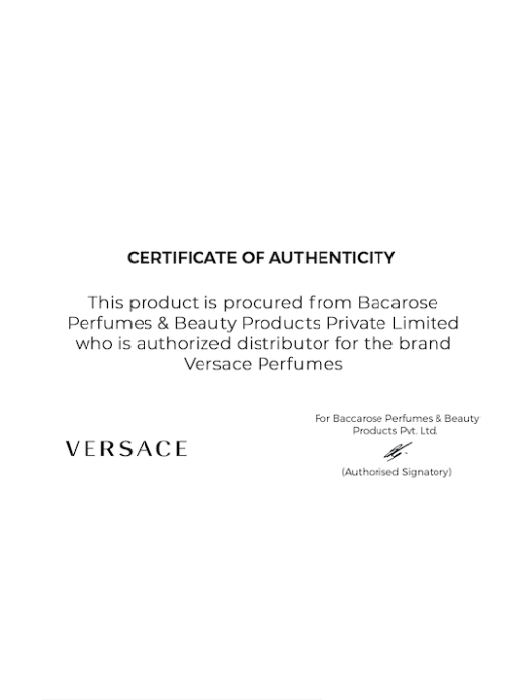 CERTIFICATE OF AUTHENTICITY
This product is procured from Bacarose
Perfumes & Beauty Products Private Limited
who is authorized distributor for the brand
Versace Perfumes
For Baccarose Perfumes & Beauty
Products Pvt. Ltd.
VERSACE
(Authorised Signatory)